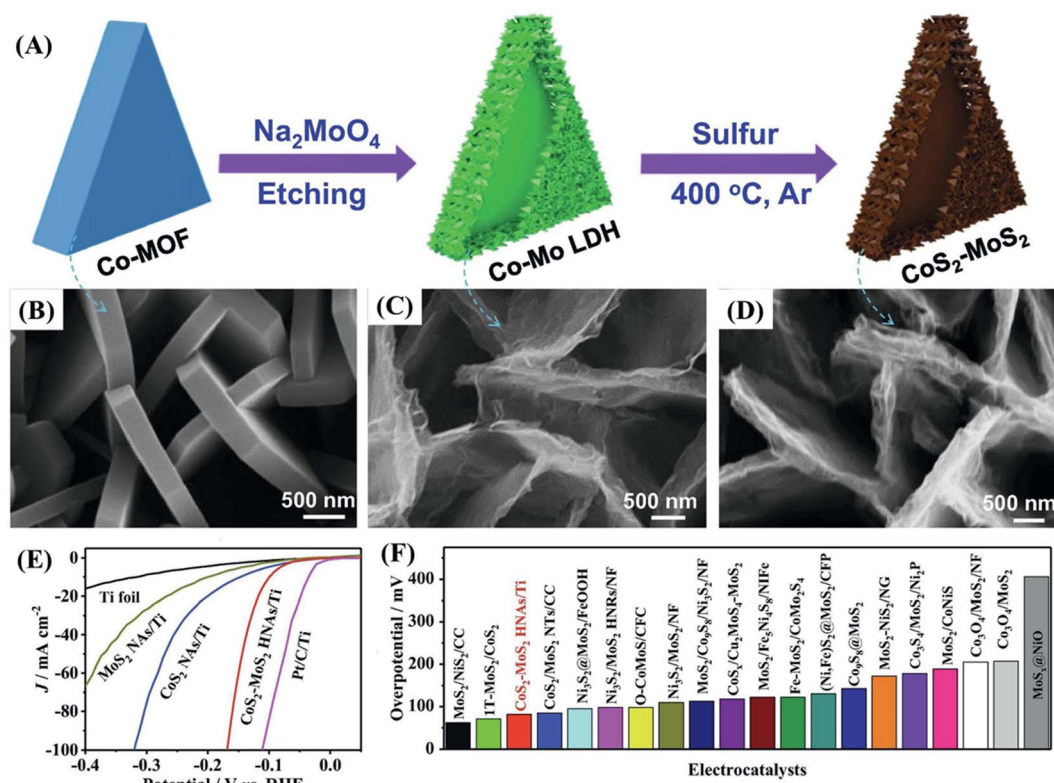 (A)
Na₂MoO₄
Etching
Sulfur
400 °C, Ar
Co-MOF
Co-Mo LDH
CoS₂-MoS₂
(B)
500 nm
(C)
500 nm
(D)
500 nm
(E)
J / mA cm⁻²
0
-20
-40
-60
-80
-100
Ti foil
MoS₂ NAs/Ti
CoS₂ NAs/Ti
CoS₂-MoS₂ HNAs/Ti
Pt/C/Ti
-0.4
-0.3
-0.2
-0.1
0.0
Potential / V vs. RHE
(F)
Overpotential / mV
400
300
200
100
0
MoS₂/NiS₂/CC
1T-MoS₂/CoS₂
CoS₂-MoS₂ HNAs/Ti
CoS₂/MoS₂ NTs/CC
Ni₃S₂@MoS₂/FeOOH
Ni₃S₂/MoS₂ HNRs/NF
O-CoMoS/CFC
Ni₃S₂/MoS₂/NF
MoS₂/Co₉S₈/Ni₃S₂/NF
CoSₓ/Cu₂MoS₄-MoS₂
MoS₂/Fe₅Ni₄S₈/NIFe
Fe-MoS₂/CoMo₂S₄
(Ni,Fe)S₂@MoS₂/CFP
Co₉S₈@MoS₂
MoS₂-NiS₂/NG
Co₃S₄/MoS₂/Ni₂P
MoS₂/CoNiS
Co₃O₄/MoS₂/NF
Co₃O₄/MoS₂
MoSₓ@NiO
Electrocatalysts